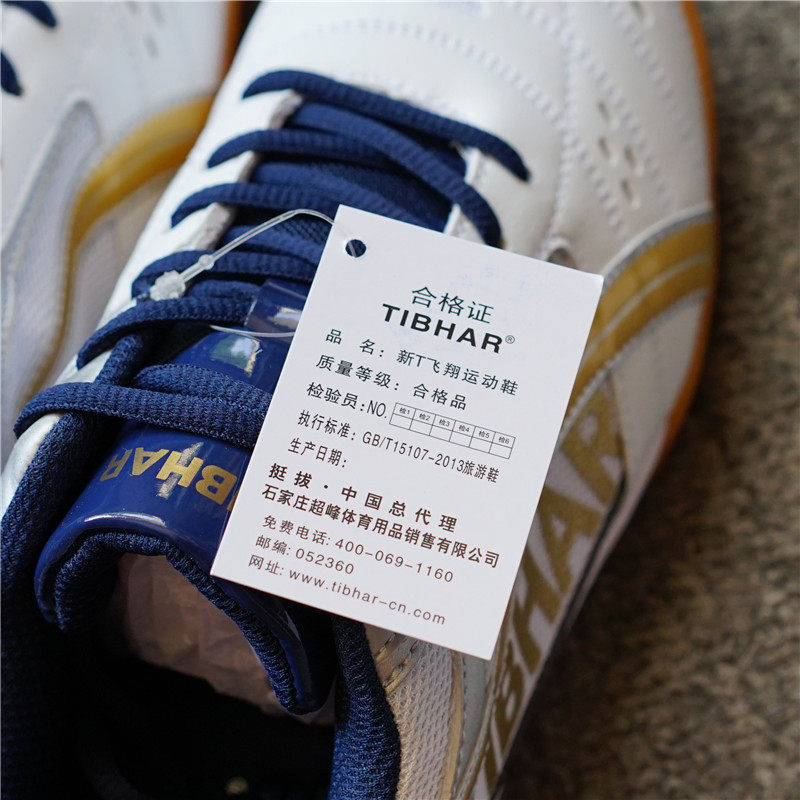 合格证
TIBHAR®
品 名：新T飞翔运动鞋
质量等级：合格品
检验员：NO. 检1 检2 检3 检4 检5 检6
执行标准：GB/T15107-2013旅游鞋
生产日期：
挺拔·中国总代理
石家庄超峰体育用品销售有限公司
免费电话：400-069-1160
邮编：052360
网址：www.tibhar-cn.com
TIBHAR
TIBHAR